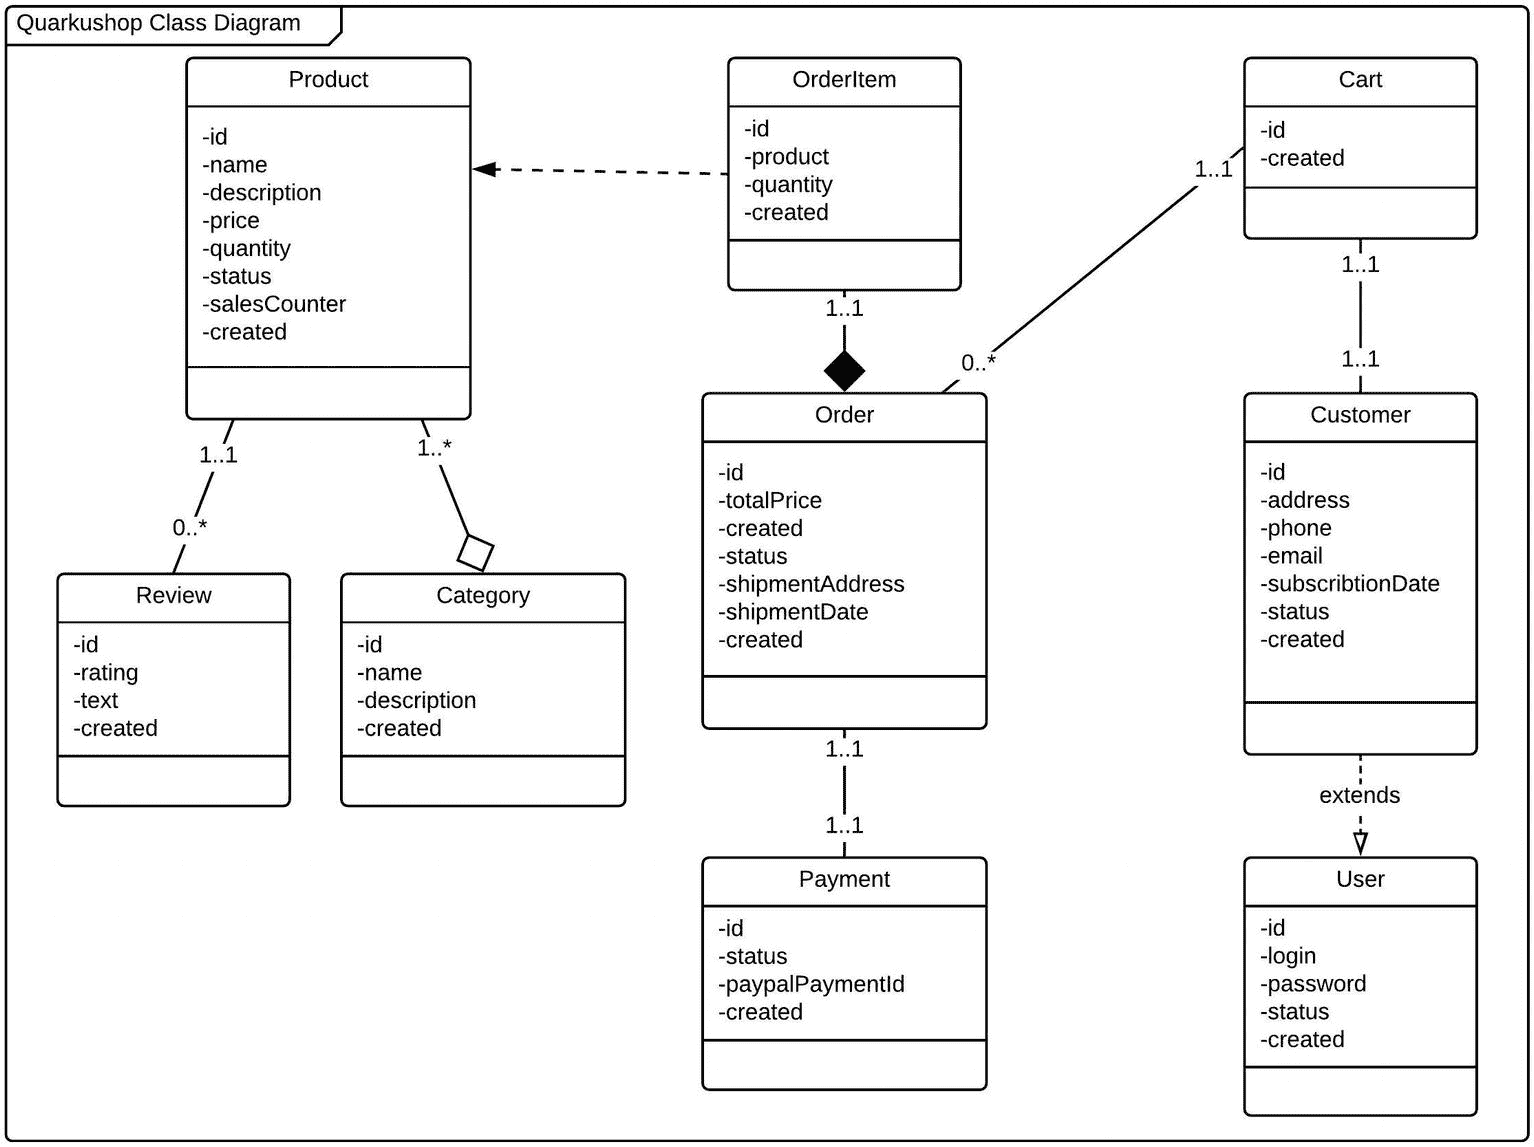 Quarkushop Class Diagram
Product
-id
-name
-description
-price
-quantity
-status
-salesCounter
-created
OrderItem
-id
-product
-quantity
-created
Cart
-id
-created
1..1
0..*
1..1
1..1
1..1
1..1
0..*
1..*
Review
-id
-rating
-text
-created
Category
-id
-name
-description
-created
Order
-id
-totalPrice
-created
-status
-shipmentAddress
-shipmentDate
-created
Customer
-id
-address
-phone
-email
-subscribtionDate
-status
-created
1..1
1..1
extends
Payment
-id
-status
-paypalPaymentId
-created
User
-id
-login
-password
-status
-created